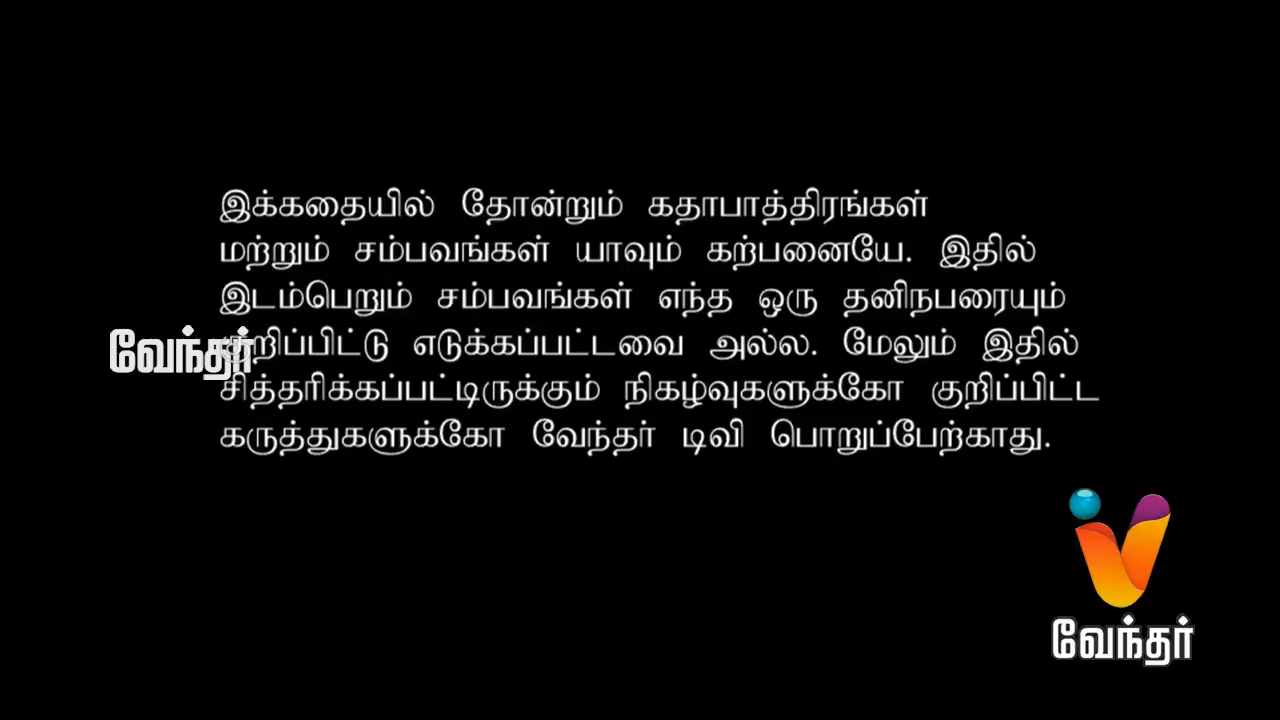 இக்கதையில் தோன்றும் கதாபாத்திரங்கள்
மற்றும் சம்பவங்கள் யாவும் கற்பனையே. இதில்
இடம்பெறும் சம்பவங்கள் எந்த ஒரு தனிநபரையும்
குறிப்பிட்டு எடுக்கப்பட்டவை அல்ல. மேலும் இதில்
வேந்தர்
சித்தரிக்கப்பட்டிருக்கும் நிகழ்வுகளுக்கோ குறிப்பிட்ட
கருத்துகளுக்கோ வேந்தர் டிவி பொறுப்பேற்காது.
வேந்தர்